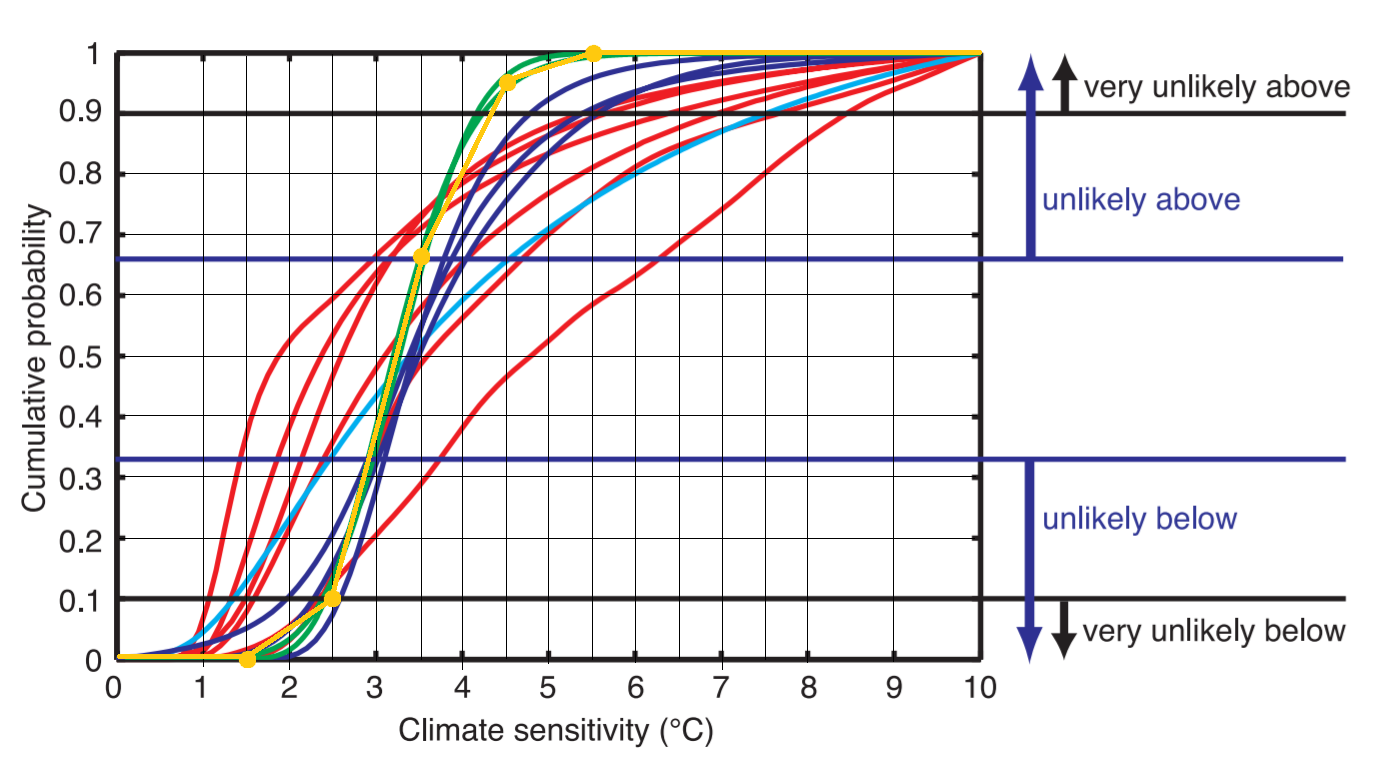 1
0.9
0.8
0.7
0.6
0.5
0.4
0.3
0.2
0.1
0
Cumulative probability
0 1 2 3 4 5 6 7 8 9 10
Climate sensitivity (°C)
very unlikely above
unlikely above
unlikely below
very unlikely below